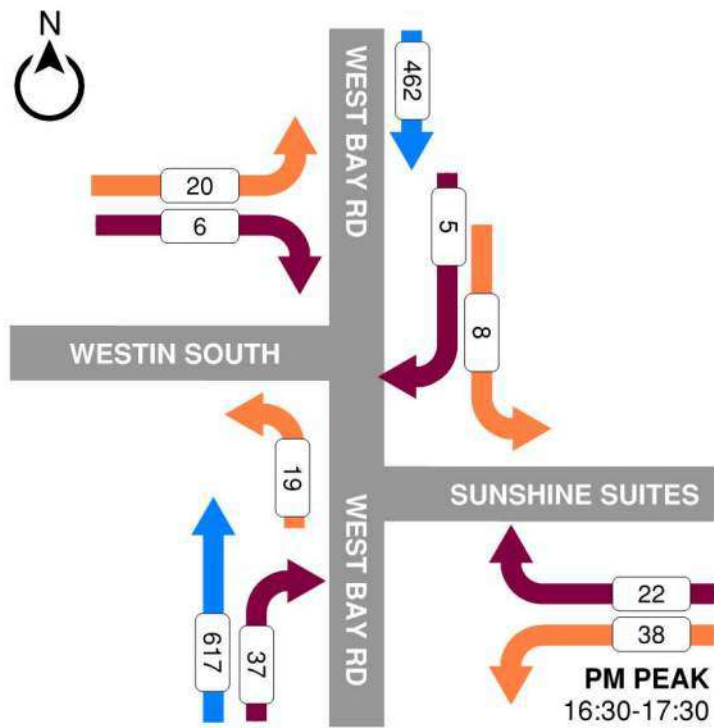 N
WEST BAY RD
462
20
6
5
8
WESTIN SOUTH
19
SUNSHINE SUITES
WEST BAY RD
617
37
22
38
PM PEAK
16:30-17:30